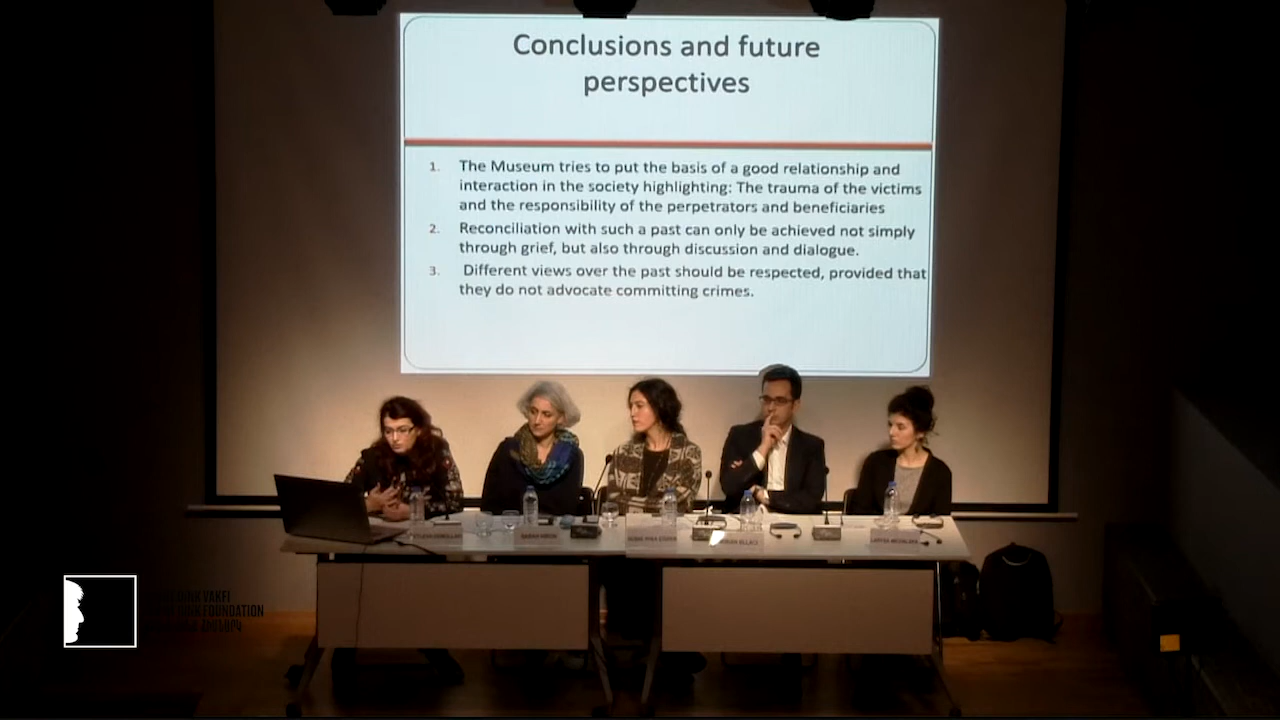 Conclusions and future
perspectives
1. The Museum tries to put the basis of a good relationship and
interaction in the society highlighting: The trauma of the victims
and the responsibility of the perpetrators and beneficiaries
2. Reconciliation with such a past can only be achieved not simply
through grief, but also through discussion and dialogue.
3. Different views over the past should be respected, provided that
they do not advocate committing crimes.
VAKFI
FOUNDATION